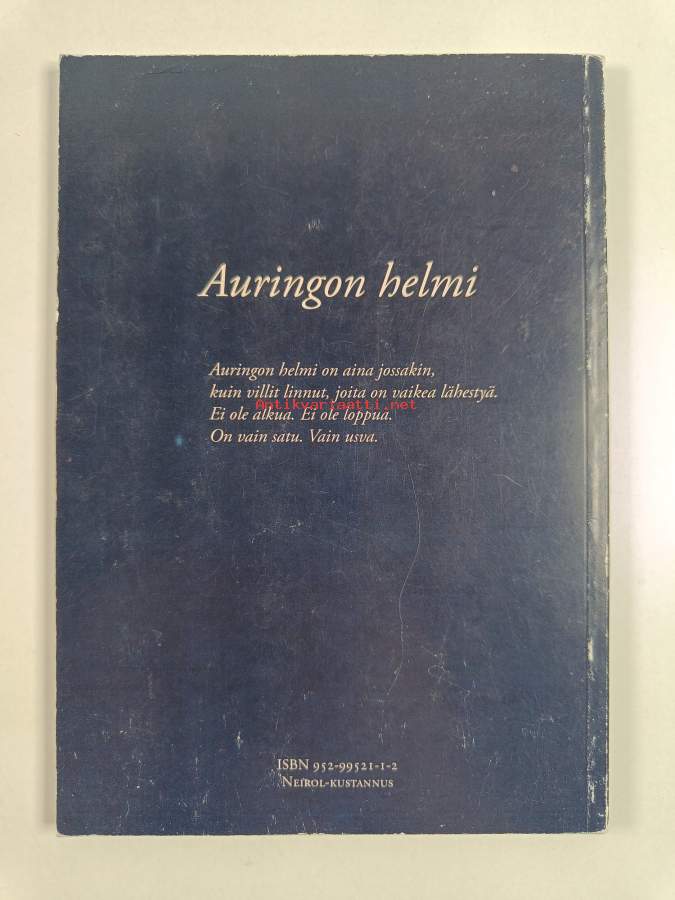 Auringon helmi
Auringon helmi on aina jossakin,
kuin villit linnut, joita on vaikea lähestyä.
Antikvariaatti.net
Ei ole alkua. Ei ole loppua.
On vain satu. Vain usva.
ISBN 952-99521-1-2
Neirol-kustannus